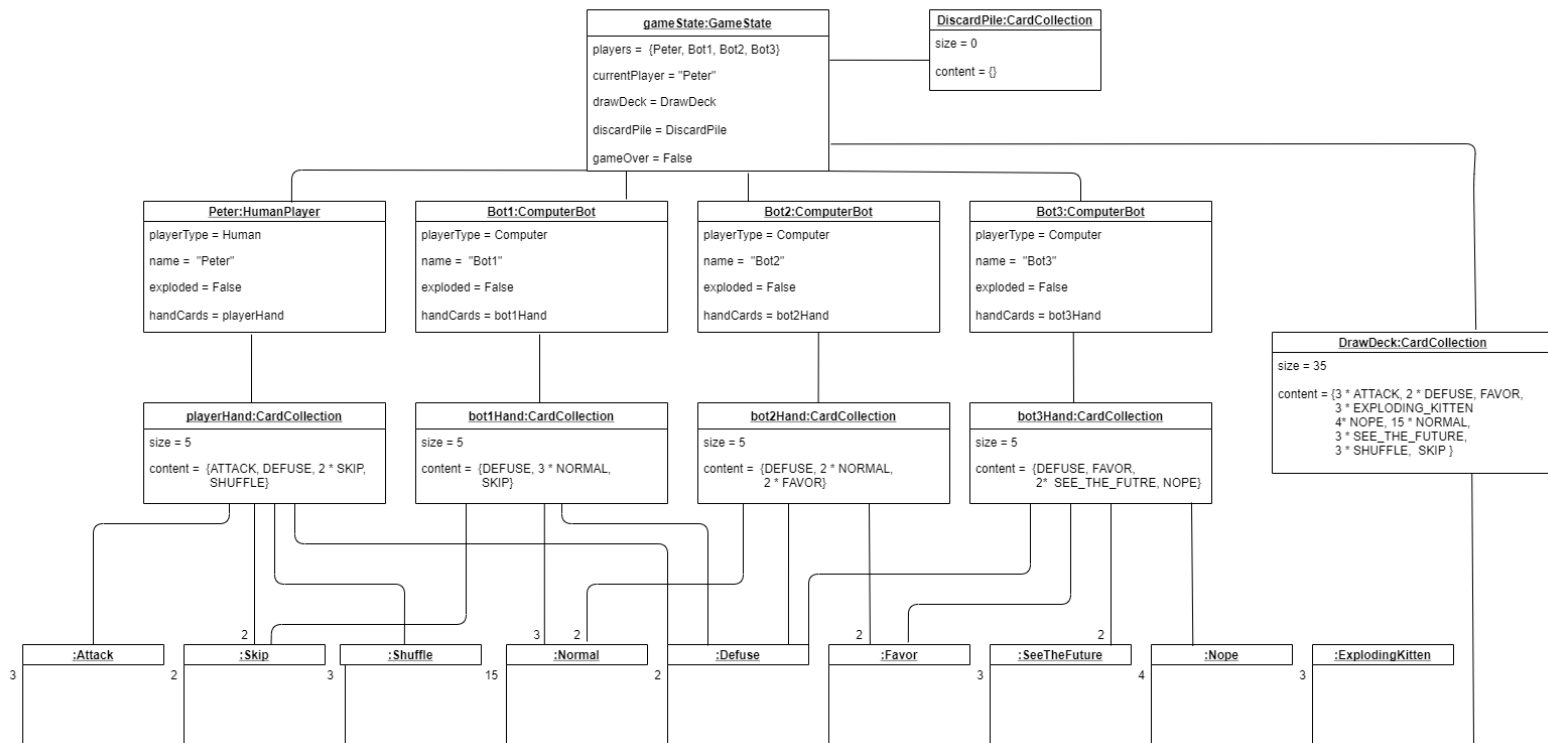 gameState:GameState
players = {Peter, Bot1, Bot2, Bot3}
currentPlayer = "Peter"
drawDeck = DrawDeck
discardPile = DiscardPile
gameOver = False
DiscardPile:CardCollection
size = 0
content = {}
Peter:HumanPlayer
playerType = Human
name = "Peter"
exploded = False
handCards = playerHand
Bot1:ComputerBot
playerType = Computer
name = "Bot1"
exploded = False
handCards = bot1Hand
Bot2:ComputerBot
playerType = Computer
name = "Bot2"
exploded = False
handCards = bot2Hand
Bot3:ComputerBot
playerType = Computer
name = "Bot3"
exploded = False
handCards = bot3Hand
DrawDeck:CardCollection
size = 35
content = {3 * ATTACK, 2 * DEFUSE, FAVOR,
3 * EXPLODING_KITTEN
4* NOPE, 15 * NORMAL,
3 * SEE_THE_FUTURE,
3 * SHUFFLE, SKIP }
playerHand:CardCollection
size = 5
content = {ATTACK, DEFUSE, 2 * SKIP,
SHUFFLE}
bot1Hand:CardCollection
size = 5
content = {DEFUSE, 3 * NORMAL,
SKIP}
bot2Hand:CardCollection
size = 5
content = {DEFUSE, 2 * NORMAL,
2 * FAVOR}
bot3Hand:CardCollection
size = 5
content = {DEFUSE, FAVOR,
2* SEE_THE_FUTRE, NOPE}
2
3
2
2
2
:Attack
:Skip
:Shuffle
:Normal
:Defuse
:Favor
:SeeTheFuture
:Nope
:ExplodingKitten
3
2
3
15
2
3
4
3